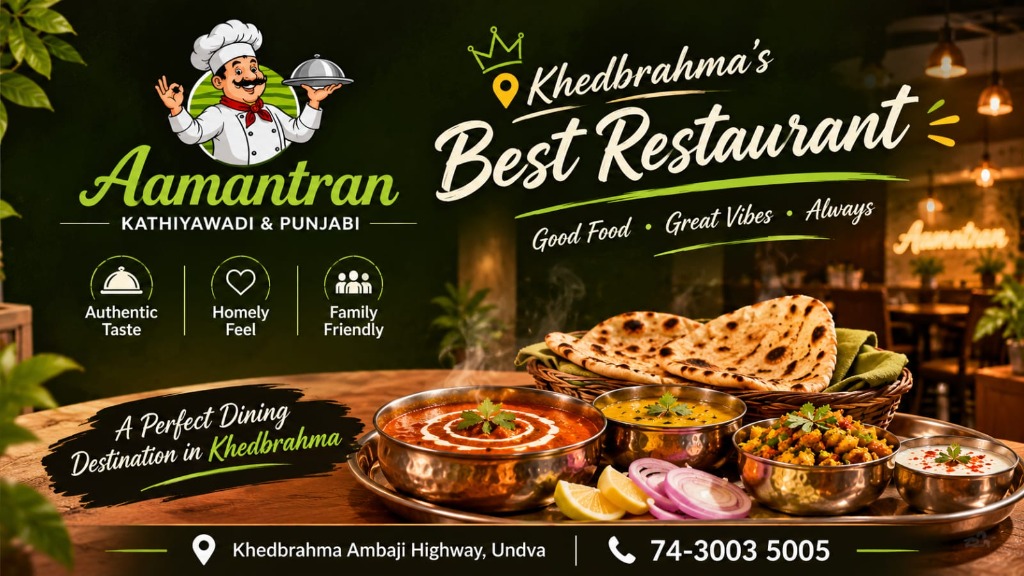 Aamantran
KATHIYAWADI & PUNJABI
Authentic
Taste
Homely
Feel
Family
Friendly
A Perfect Dining
Destination in Khedbrahma
Khedbrahma's
Best Restaurant
Good Food • Great Vibes • Always
Aamantran
Khedbrahma Ambaji Highway, Undva
74-3003 5005